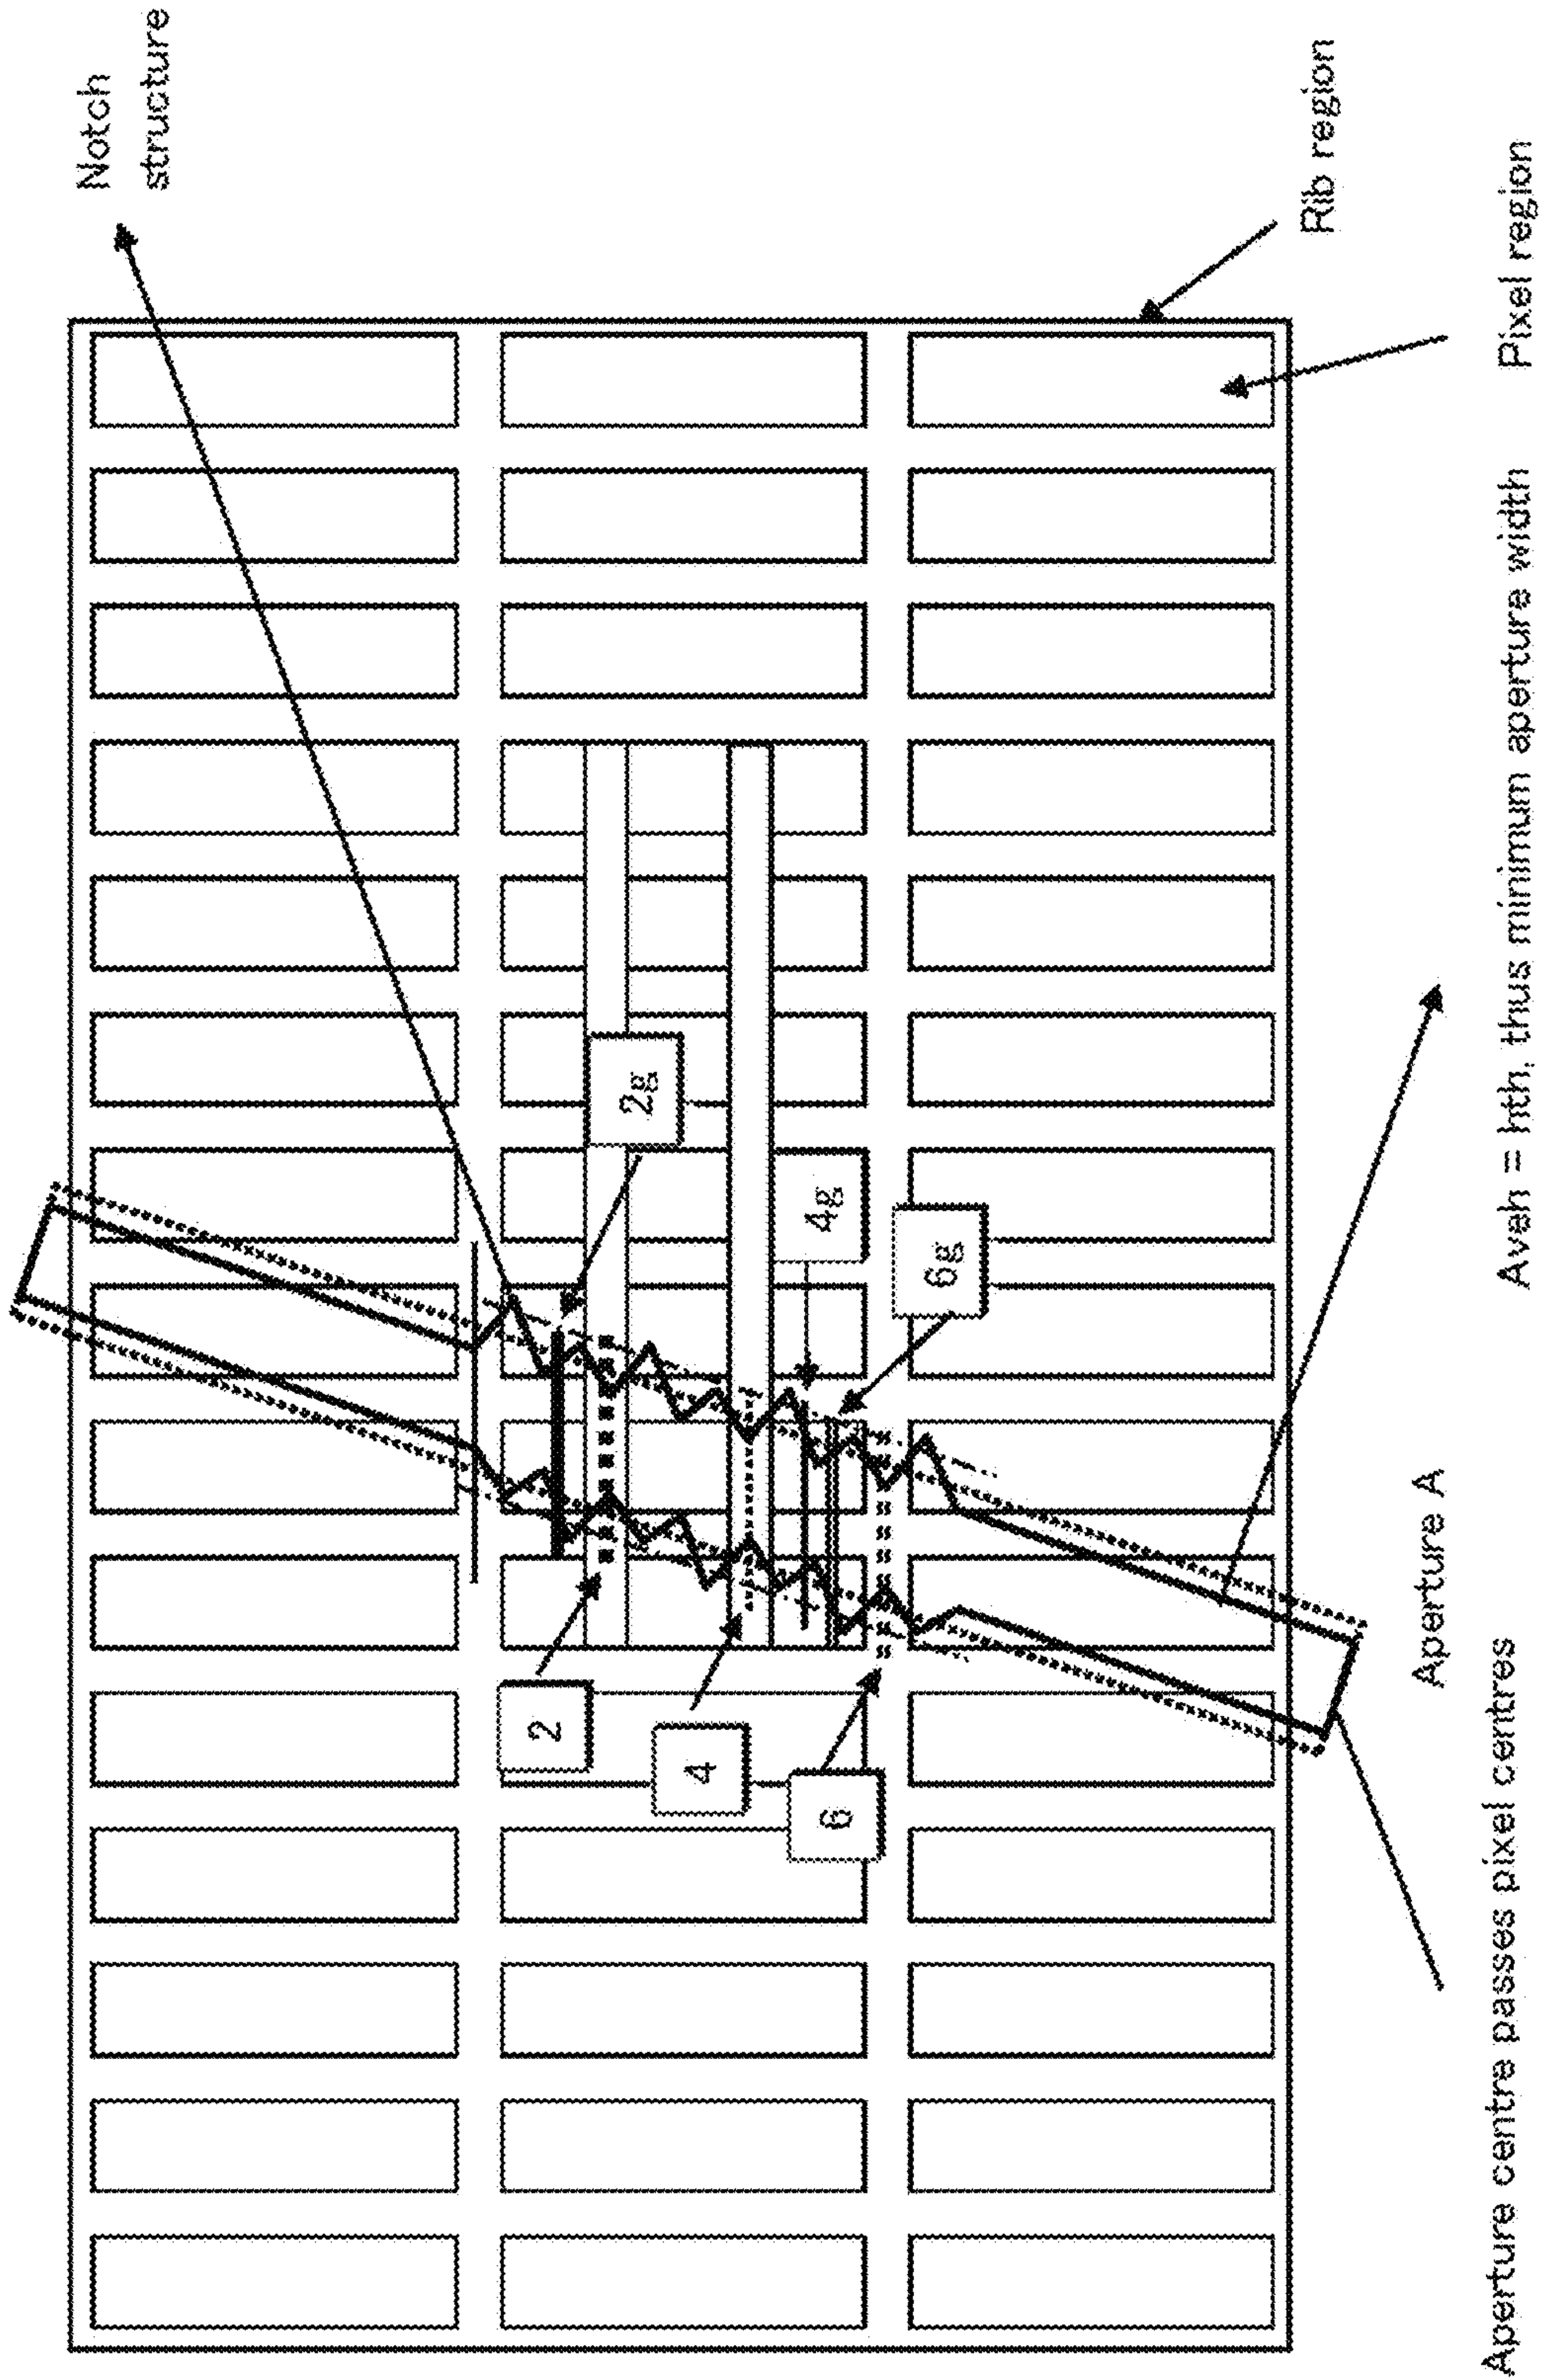 Notch
structure
2g
4g
6g
2
4
6
Rib region
Pixel region
Aperture A
Aveh = hth, thus minimum aperture width
Aperture centre passes pixel centres